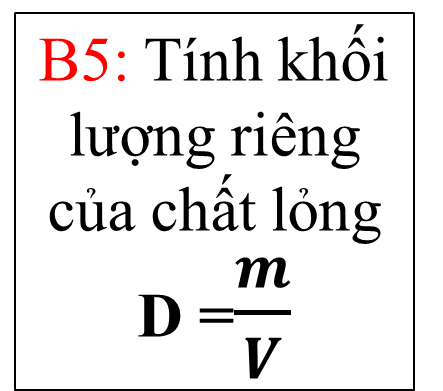 B5: Tính khối
lượng riêng
của chất lỏng
D = m/V